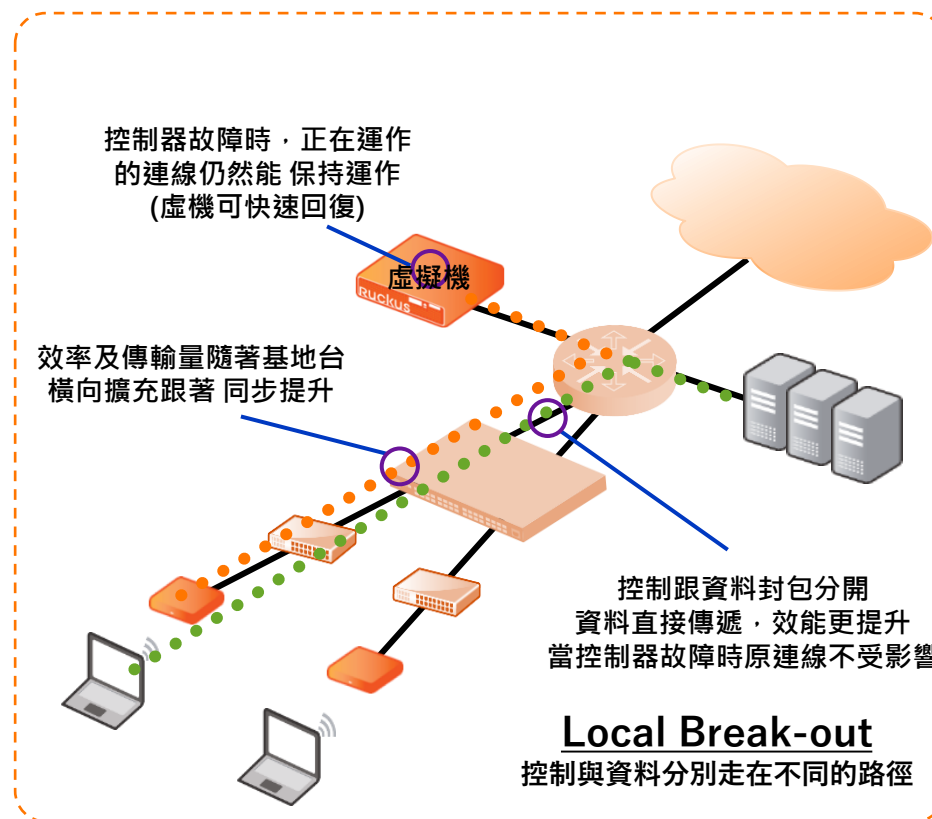 控制器故障時，正在運作
的連線仍然能 保持運作
(虛機可快速回復)
虛擬機
Ruckus
效率及傳輸量隨著基地台
橫向擴充跟著 同步提升
控制跟資料封包分開
資料直接傳遞，效能更提升
當控制器故障時原連線不受影響
Local Break-out
控制與資料分別走在不同的路徑